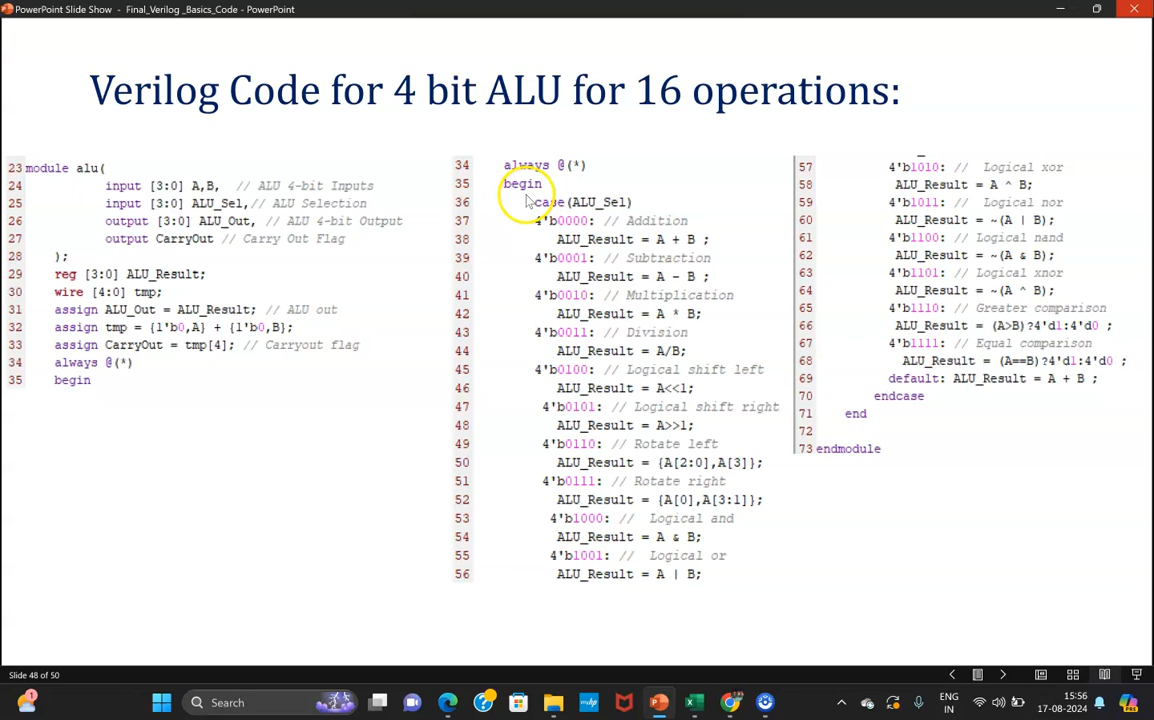 PowerPoint Slide Show - Final_Verilog _Basics_Code - PowerPoint
Verilog Code for 4 bit ALU for 16 operations:
23 module alu(
24 input [3:0] A,B, // ALU 4-bit Inputs
25 input [3:0] ALU_Sel,// ALU Selection
26 output [3:0] ALU_Out, // ALU 4-bit Output
27 output CarryOut // Carry Out Flag
28 );
29 reg [3:0] ALU_Result;
30 wire [4:0] tmp;
31 assign ALU_Out = ALU_Result; // ALU out
32 assign tmp = {1'b0,A} + {1'b0,B};
33 assign CarryOut = tmp[4]; // Carryout flag
34 always @(*)
35 begin
34 always @(*)
35 begin
36 case(ALU_Sel)
37 4'b0000: // Addition
38 ALU_Result = A + B ;
39 4'b0001: // Subtraction
40 ALU_Result = A - B ;
41 4'b0010: // Multiplication
42 ALU_Result = A * B;
43 4'b0011: // Division
44 ALU_Result = A/B;
45 4'b0100: // Logical shift left
46 ALU_Result = A<<1;
47 4'b0101: // Logical shift right
48 ALU_Result = A>>1;
49 4'b0110: // Rotate left
50 ALU_Result = {A[2:0],A[3]};
51 4'b0111: // Rotate right
52 ALU_Result = {A[0],A[3:1]};
53 4'b1000: // Logical and
54 ALU_Result = A & B;
55 4'b1001: // Logical or
56 ALU_Result = A | B;
57 4'b1010: // Logical xor
58 ALU_Result = A ^ B;
59 4'b1011: // Logical nor
60 ALU_Result = ~(A | B);
61 4'b1100: // Logical nand
62 ALU_Result = ~(A & B);
63 4'b1101: // Logical xnor
64 ALU_Result = ~(A ^ B);
65 4'b1110: // Greater comparison
66 ALU_Result = (A>B)?4'd1:4'd0 ;
67 4'b1111: // Equal comparison
68 ALU_Result = (A==B)?4'd1:4'd0 ;
69 default: ALU_Result = A + B ;
70 endcase
71 end
72
73 endmodule
Slide 48 of 50
1
Search
ENG
IN
15:56
17-08-2024